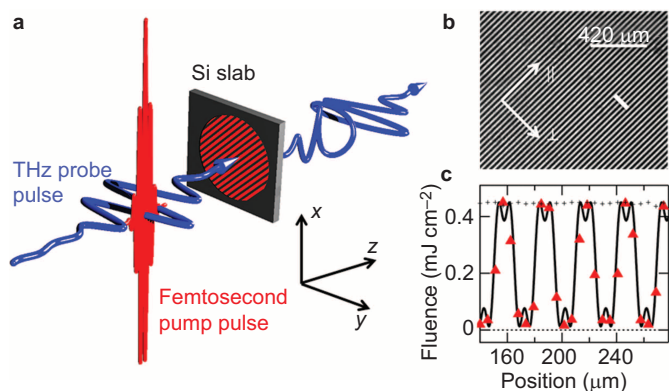 a
Si slab
THz probe
pulse
x
z
y
Femtosecond
pump pulse
b
420 μm
||
⊥
c
Fluence (mJ cm⁻²)
0.4
0.2
0
160
200
240
Position (μm)